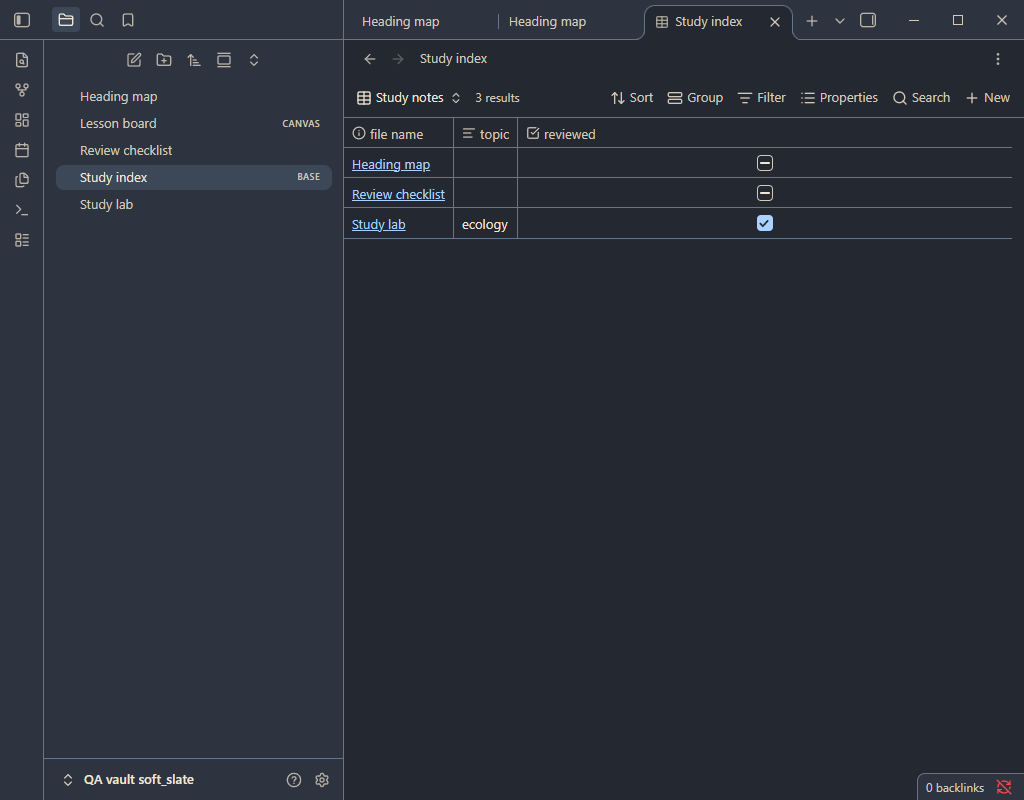 Heading map
Heading map
Study index
Study index
Study notes
3 results
Sort
Group
Filter
Properties
Search
New
Heading map
Lesson board CANVAS
Review checklist
Study index BASE
Study lab
file name topic reviewed
Heading map
Review checklist
Study lab ecology
QA vault soft_slate
0 backlinks